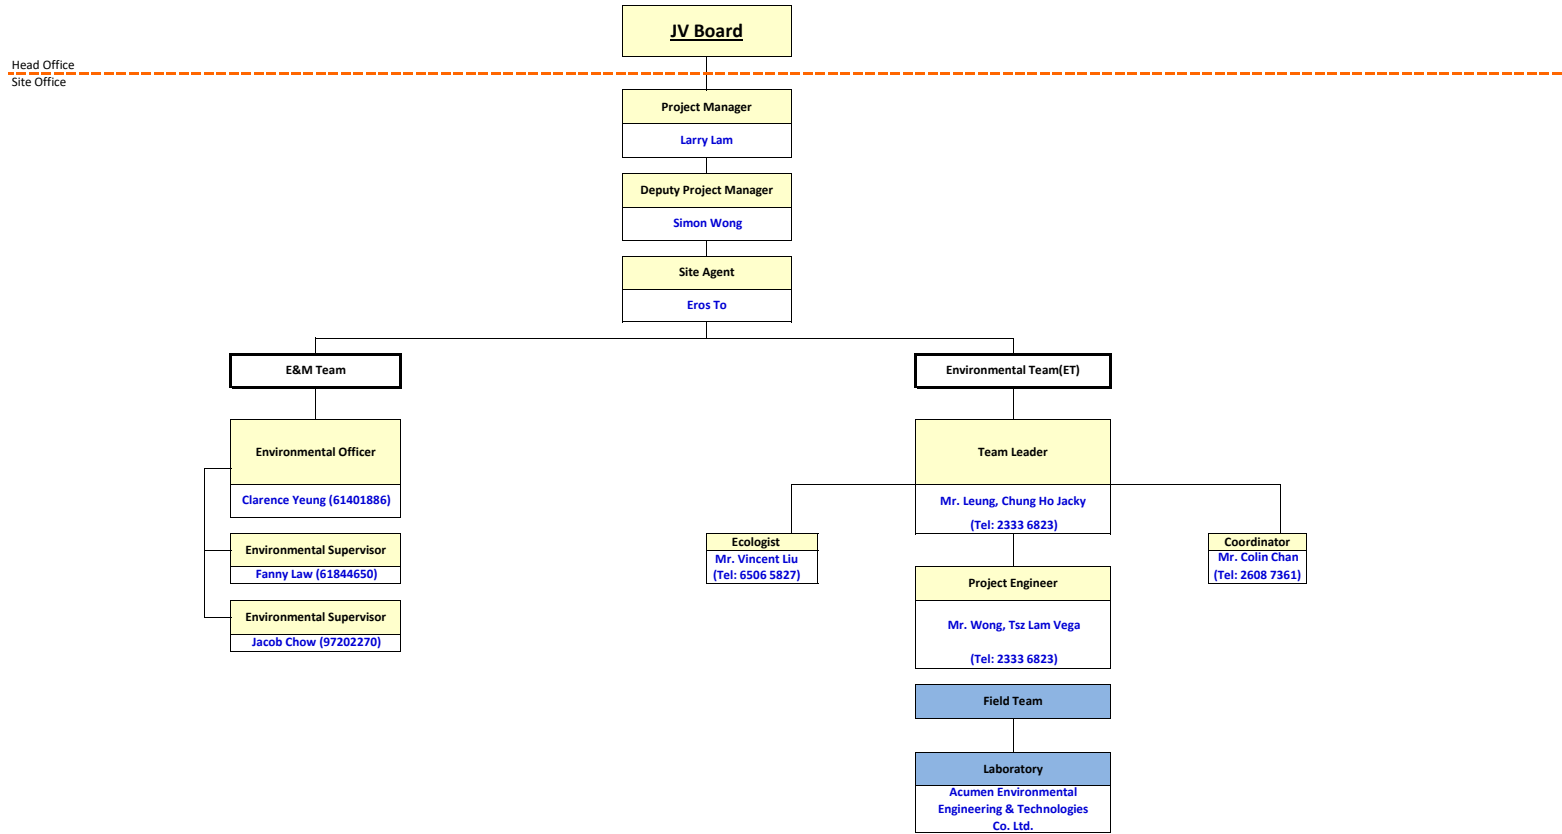 JV Board
Head Office
Site Office
Project Manager
Larry Lam
Deputy Project Manager
Simon Wong
Site Agent
Eros To
E&M Team
Environmental Team(ET)
Environmental Officer
Clarence Yeung (61401886)
Environmental Supervisor
Fanny Law (61844650)
Environmental Supervisor
Jacob Chow (97202270)
Team Leader
Mr. Leung, Chung Ho Jacky
(Tel: 2333 6823)
Ecologist
Mr. Vincent Liu
(Tel: 6506 5827)
Coordinator
Mr. Colin Chan
(Tel: 2608 7361)
Project Engineer
Mr. Wong, Tsz Lam Vega
(Tel: 2333 6823)
Field Team
Laboratory
Acumen Environmental
Engineering & Technologies
Co. Ltd.